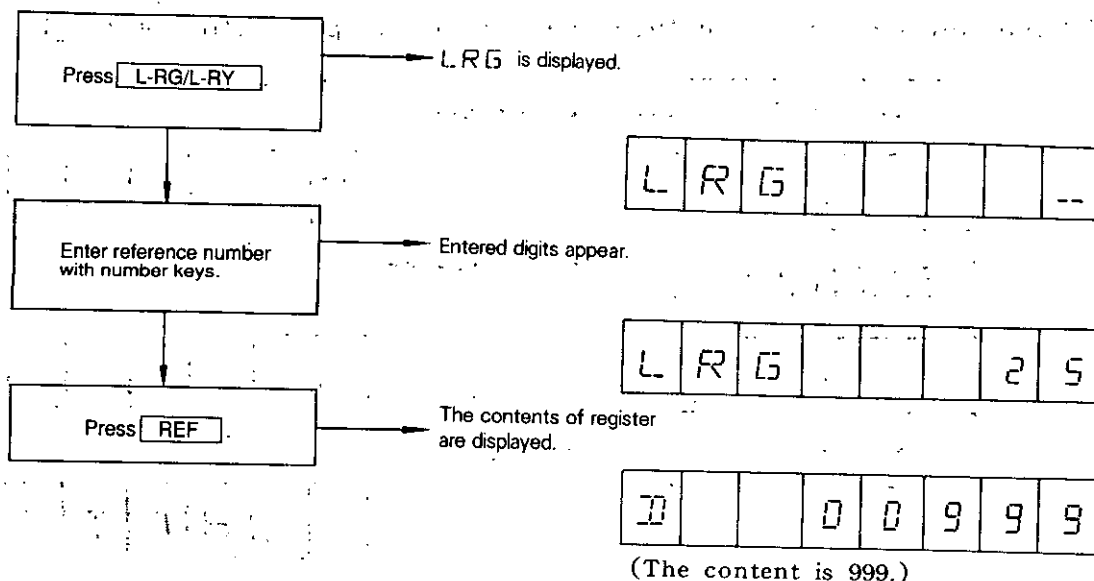 Press L-RG/L-RY
LRG is displayed.
L R G _
Enter reference number
with number keys.
Entered digits appear.
L R G 2 5
Press REF
The contents of register
are displayed.
D 0 0 9 9 9
(The content is 999.)